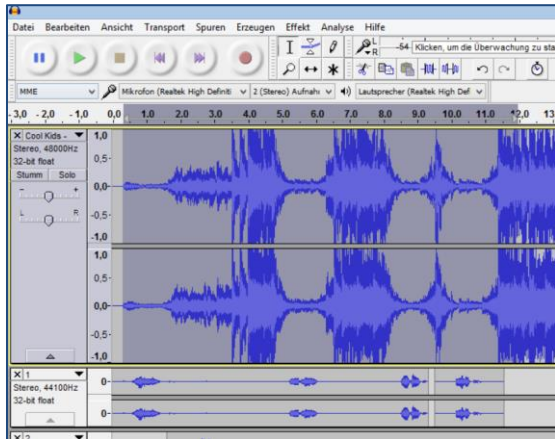 Datei Bearbeiten Ansicht Transport Spuren Erzeugen Effekt Analyse Hilfe
L R -54 Klicken, um die Überwachung zu sta
MME Mikrofon (Realtek High Definiti 2 (Stereo) Aufnahı Lautsprecher (Realtek High Def
-3,0 -2,0 -1,0 0,0 1,0 2,0 3,0 4,0 5,0 6,0 7,0 8,0 9,0 10,0 11,0 12,0 13,
X Cool Kids - 1,0
Stereo, 48000Hz
32-bit float 0,5-
Stumm Solo
- + 0,0-
L R -0,5-
-1,0
1,0
0,5-
0,0-
-0,5-
-1,0
X 1
Stereo, 44100Hz 0-
32-bit float
0-
X 2